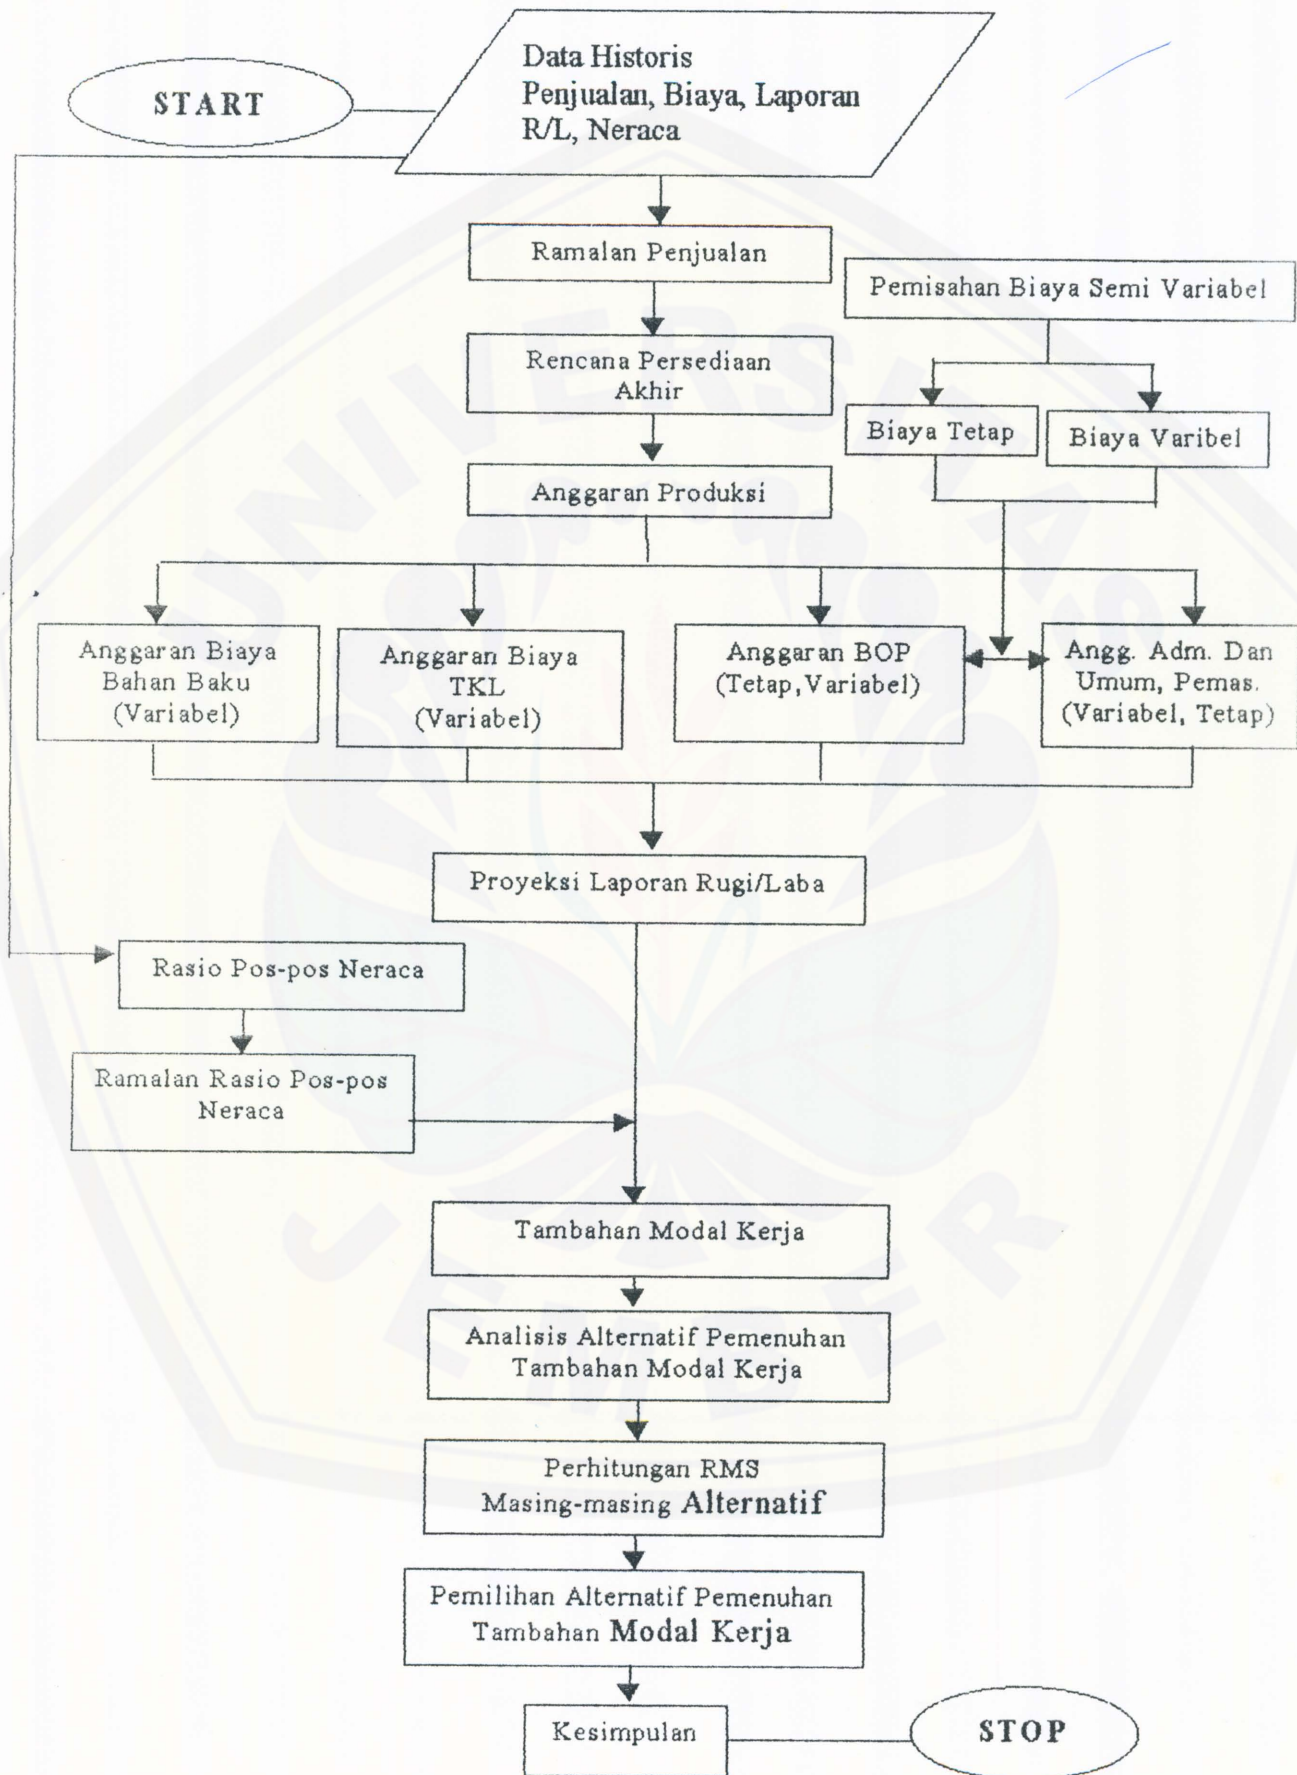 START
Data Historis
Penjualan, Biaya, Laporan
R/L, Neraca
Ramalan Penjualan
Pemisahan Biaya Semi Variabel
Rencana Persediaan
Akhir
Biaya Tetap
Biaya Varibel
Anggaran Produksi
Anggaran Biaya
Bahan Baku
(Variabel)
Anggaran Biaya
TKL
(Variabel)
Anggaran BOP
(Tetap,Variabel)
Angg. Adm. Dan
Umum, Pemas.
(Variabel, Tetap)
Proyeksi Laporan Rugi/Laba
Rasio Pos-pos Neraca
Ramalan Rasio Pos-pos
Neraca
Tambahan Modal Kerja
Analisis Alternatif Pemenuhan
Tambahan Modal Kerja
Perhitungan RMS
Masing-masing Alternatif
Pemilihan Alternatif Pemenuhan
Tambahan Modal Kerja
Kesimpulan
STOP
UNIVERSITAS
JEMBER